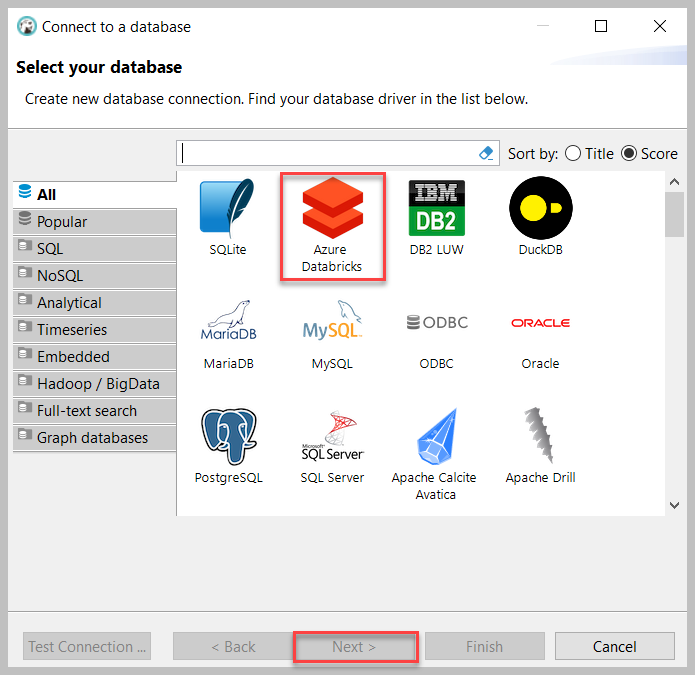 Connect to a database
Select your database
Create new database connection. Find your database driver in the list below.
Sort by: Title Score
All
Popular
SQL
NoSQL
Analytical
Timeseries
Embedded
Hadoop / BigData
Full-text search
Graph databases
SQLite
Azure
Databricks
IBM
DB2
DB2 LUW
DuckDB
MariaDB
MariaDB
MySQL
MySQL
ODBC
ODBC
ORACLE
Oracle
PostgreSQL
Microsoft
SQL Server
SQL Server
Apache Calcite
Avatica
Apache Drill
Test Connection ...
< Back
Next >
Finish
Cancel